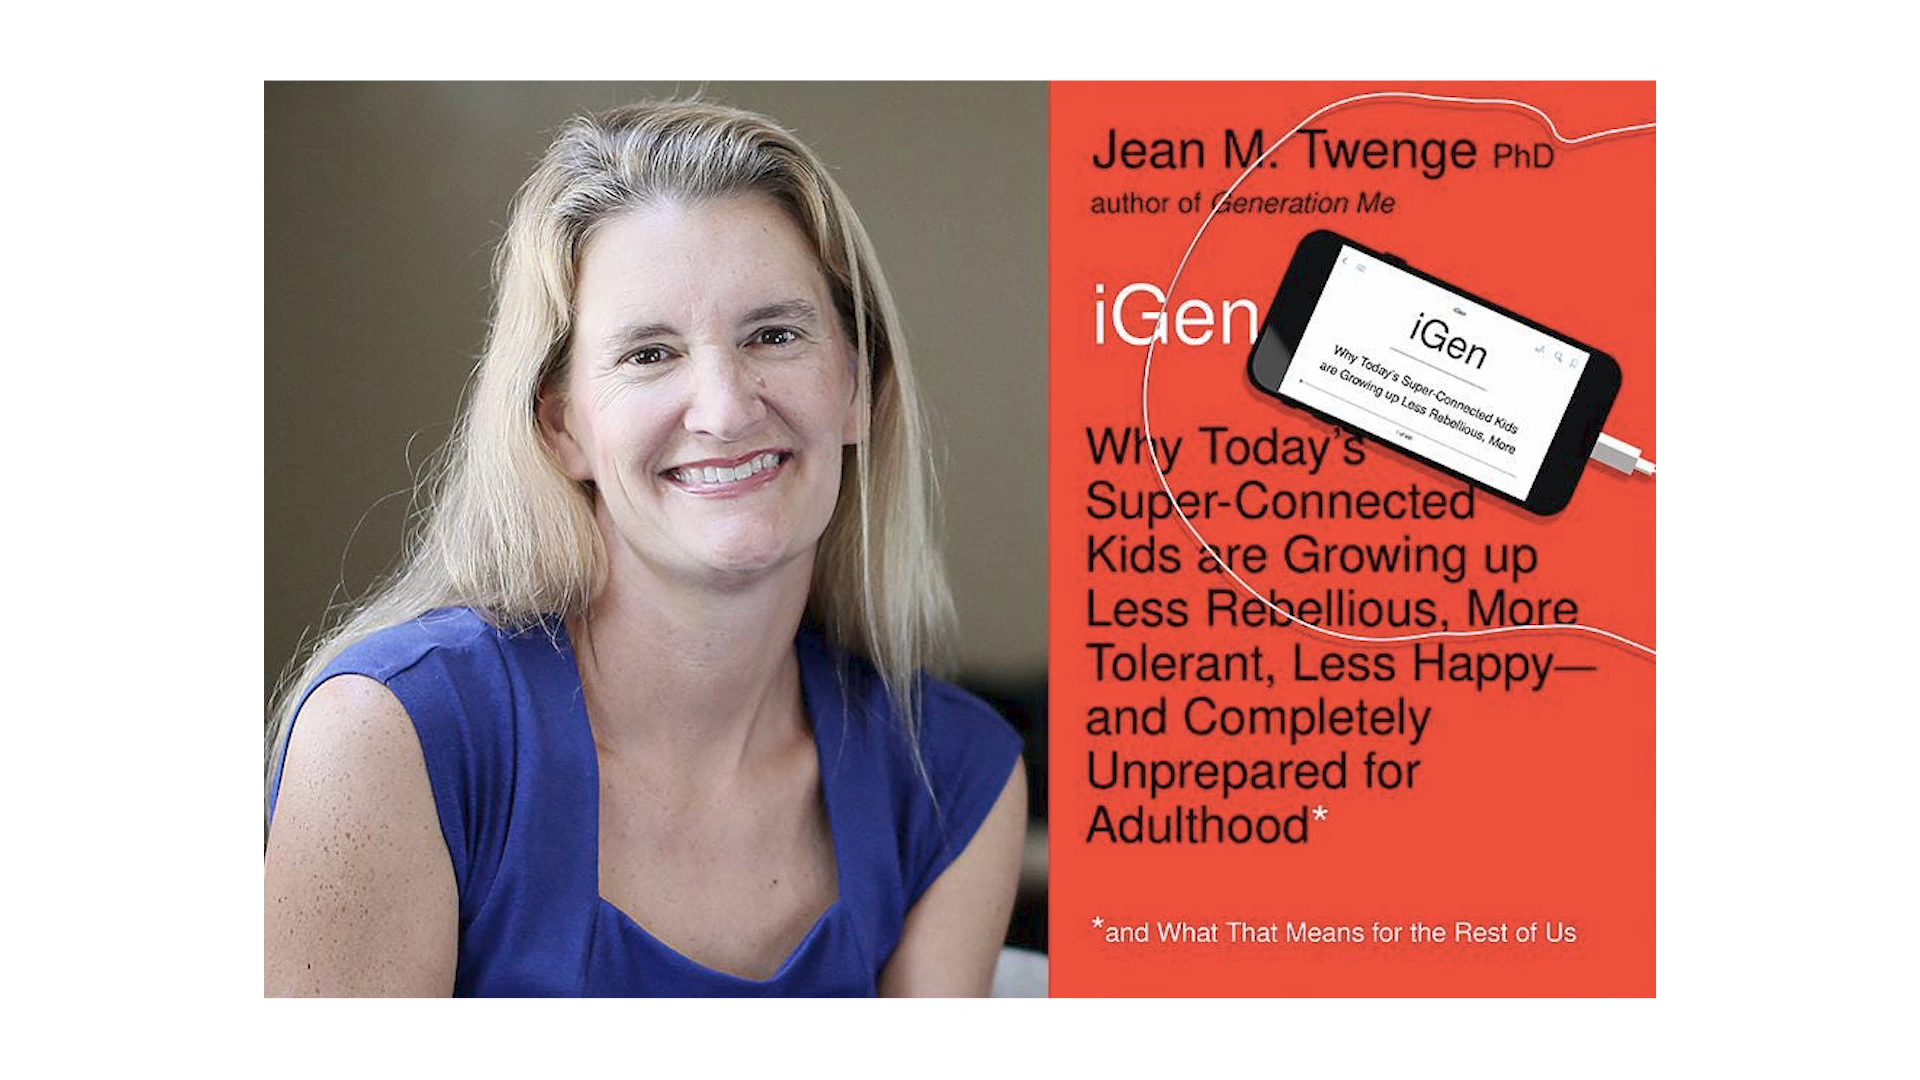 Jean M. Twenge PhD
author of Generation Me
iGen
iGen
iGen
Why Today's Super-Connected Kids
are Growing up Less Rebellious, More
Why Today's
Super-Connected
Kids are Growing up
Less Rebellious, More
Tolerant, Less Happy—
and Completely
Unprepared for
Adulthood*
*and What That Means for the Rest of Us